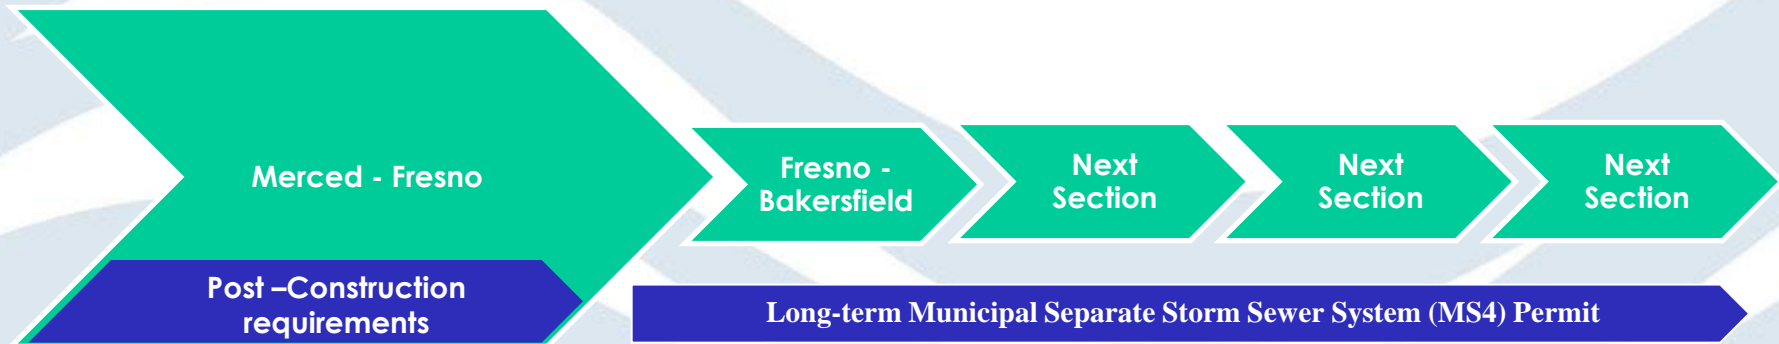 Merced - Fresno
Post –Construction
requirements
Fresno -
Bakersfield
Next
Section
Next
Section
Next
Section
Long-term Municipal Separate Storm Sewer System (MS4) Permit